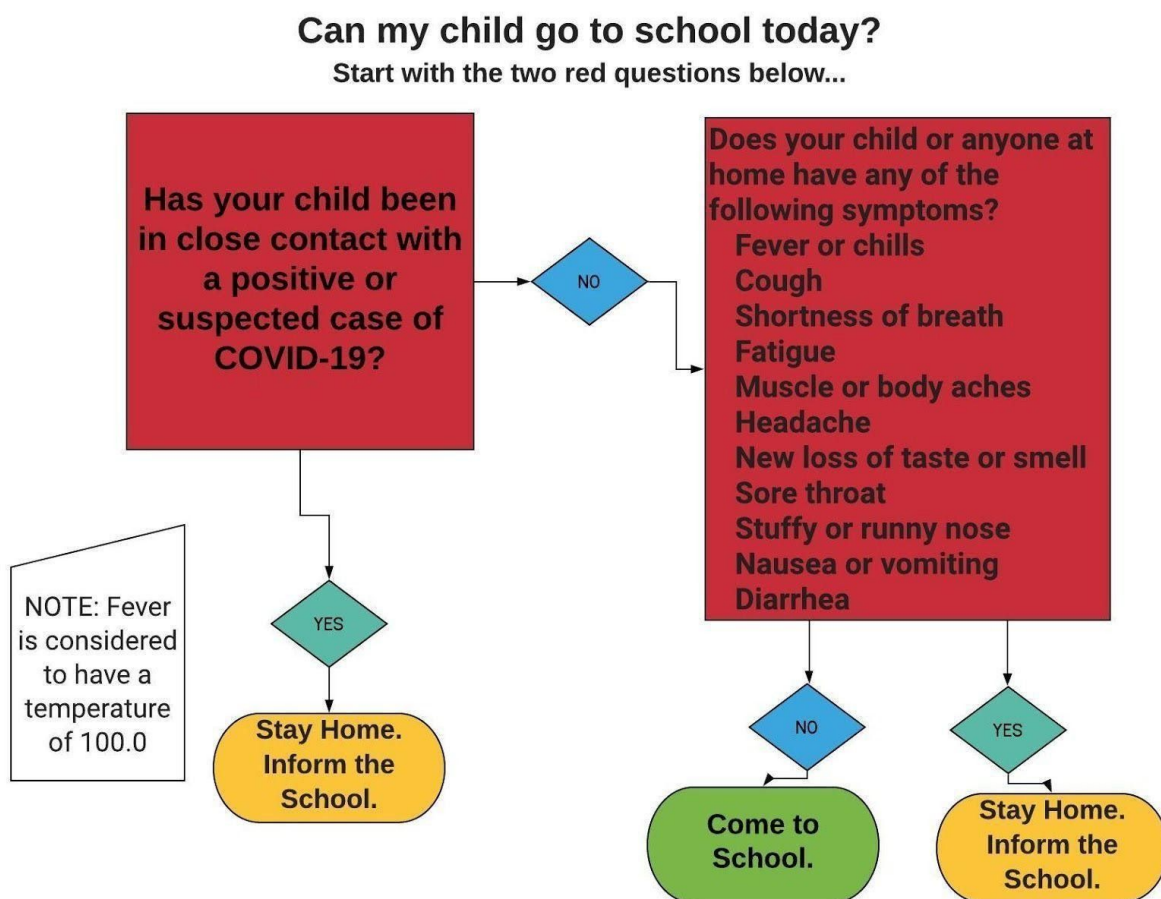 Can my child go to school today?
Start with the two red questions below...
Has your child been
in close contact with
a positive or
suspected case of
COVID-19?
NO
Does your child or anyone at
home have any of the
following symptoms?
Fever or chills
Cough
Shortness of breath
Fatigue
Muscle or body aches
Headache
New loss of taste or smell
Sore throat
Stuffy or runny nose
Nausea or vomiting
Diarrhea
NOTE: Fever
is considered
to have a
temperature
of 100.0
YES
Stay Home.
Inform the
School.
NO
Come to
School.
YES
Stay Home.
Inform the
School.